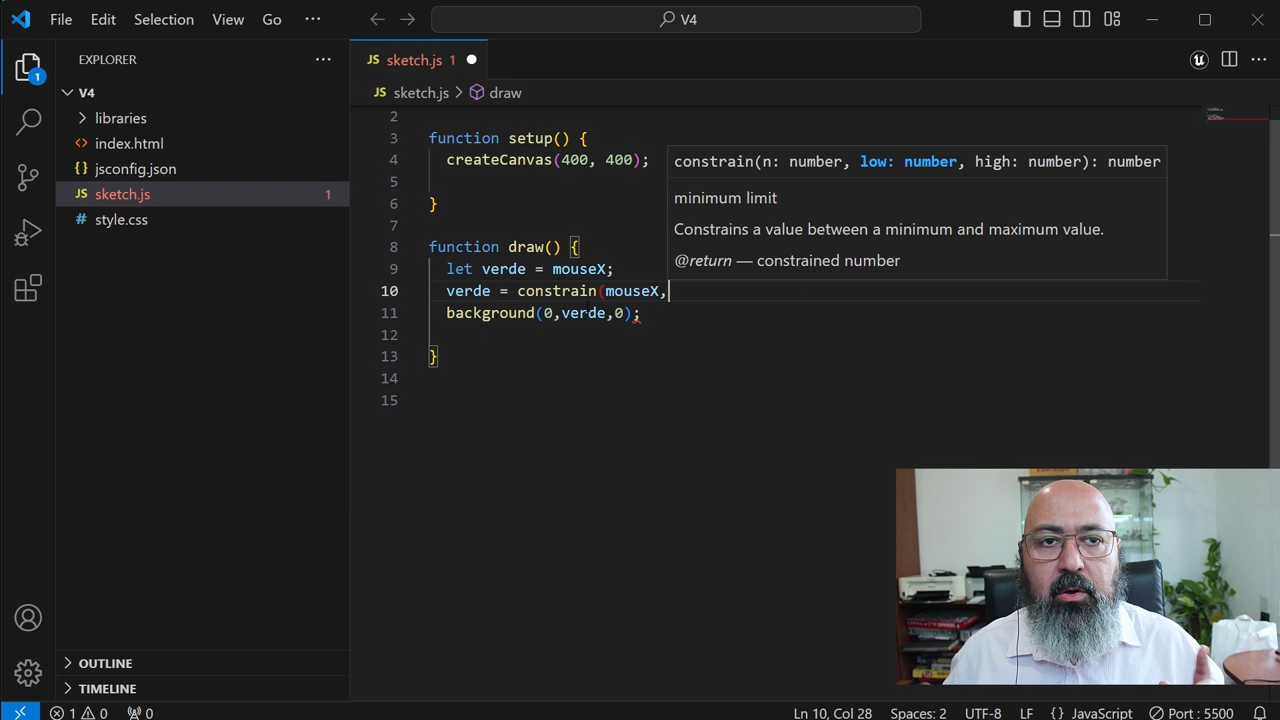 File Edit Selection View Go ···
V4
EXPLORER
···
1
V4
libraries
index.html
jsconfig.json
sketch.js 1
style.css
OUTLINE
TIMELINE
JS sketch.js 1
JS sketch.js > draw
2
3 function setup() {
4 createCanvas(400, 400);
5
6 }
7
8 function draw() {
9 let verde = mouseX;
10 verde = constrain(mouseX,
11 background(0,verde,0);
12
13 }
14
15
constrain(n: number, low: number, high: number): number
minimum limit
Constrains a value between a minimum and maximum value.
@return — constrained number
1 0 0 Ln 10, Col 28 Spaces: 2 UTF-8 LF {} JavaScript Port : 5500